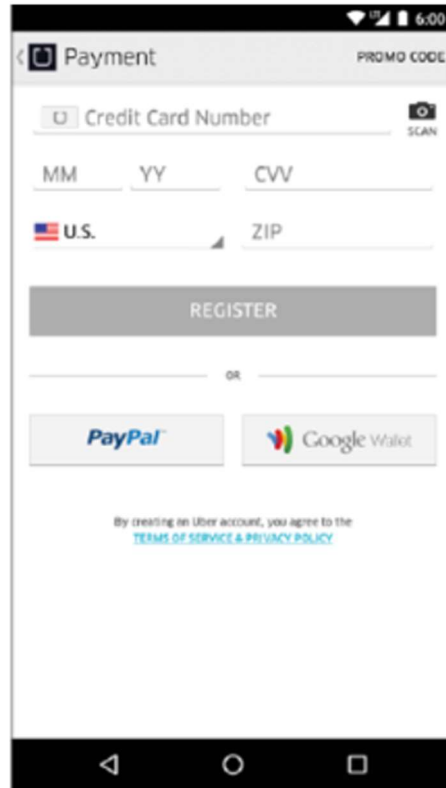 LTE 6:00
Payment PROMO CODE
Credit Card Number SCAN
MM YY CVV
U.S. ZIP
REGISTER
OR
PayPal Google Wallet
By creating an Uber account, you agree to the
TERMS OF SERVICE & PRIVACY POLICY